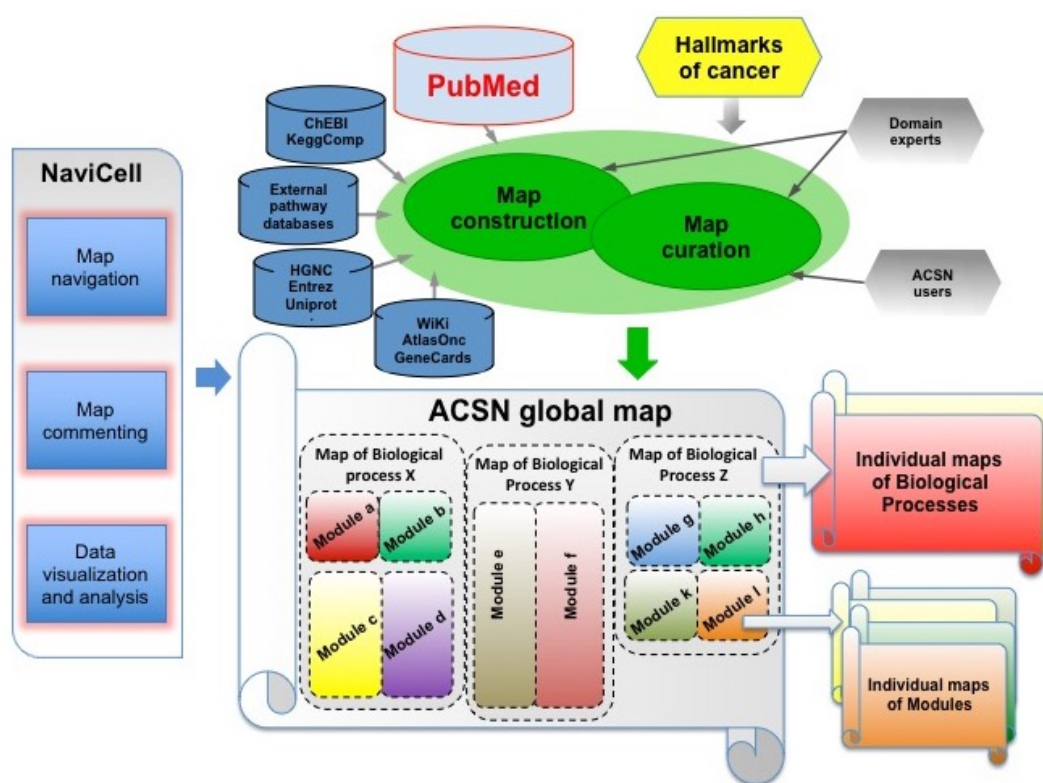 PubMed
Hallmarks
of cancer
ChEBI
KeggComp
External
pathway
databases
HGNC
Entrez
Uniprot
.
WiKi
AtlasOnc
GeneCards
Map
construction
Map
curation
Domain
experts
ACSN
users
NaviCell
Map
navigation
Map
commenting
Data
visualization
and analysis
ACSN global map
Map of Biological
process X
Module a
Module b
Module c
Module d
Map of Biological
Process Y
Module e
Module f
Map of Biological
Process Z
Module g
Module h
Module k
Module l
Individual maps
of Biological
Processes
Individual maps
of Modules